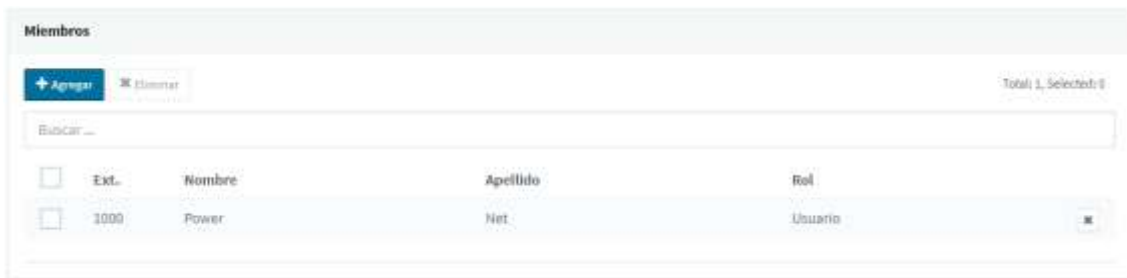 Miembros
Agregar Eliminar Total: 1, Selected: 0
Buscar ...
Ext. Nombre Apellido Rol
1000 Power Net Usuario